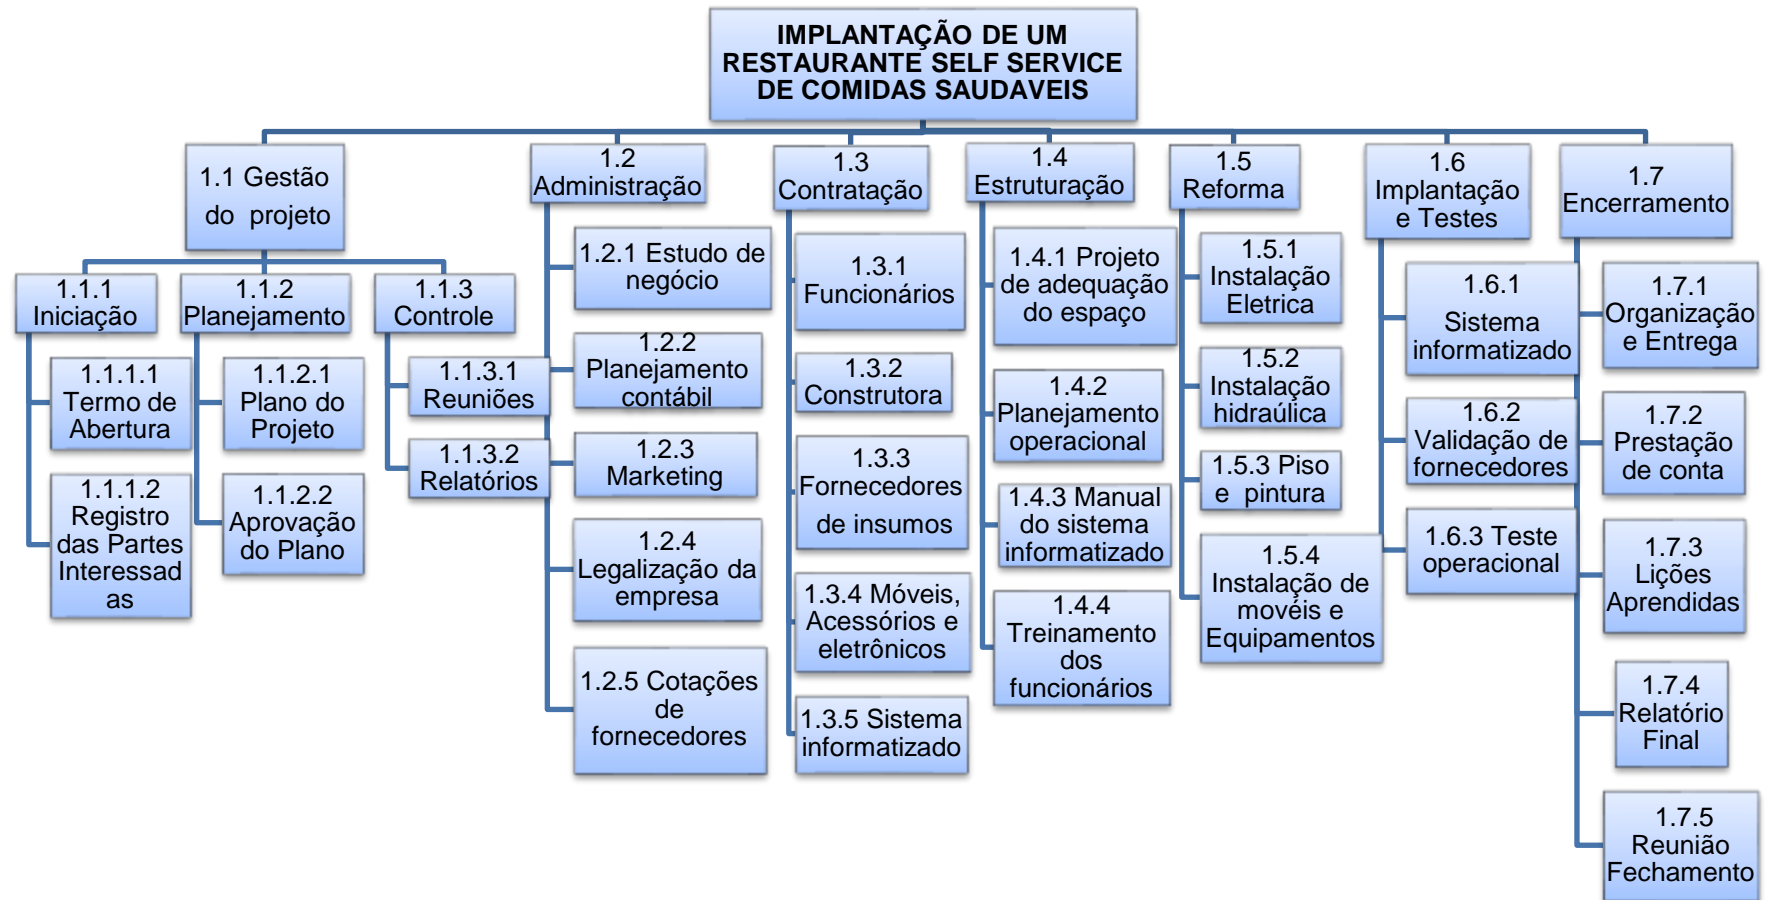 IMPLANTAÇÃO DE UM
RESTAURANTE SELF SERVICE
DE COMIDAS SAUDAVEIS
1.1 Gestão
do projeto
1.1.1
Iniciação
1.1.1.1
Termo de
Abertura
1.1.1.2
Registro
das Partes
Interessad
as
1.1.2
Planejamento
1.1.2.1
Plano do
Projeto
1.1.2.2
Aprovação
do Plano
1.1.3
Controle
1.1.3.1
Reuniões
1.1.3.2
Relatórios
1.2
Administração
1.2.1 Estudo de
negócio
1.2.2
Planejamento
contábil
1.2.3
Marketing
1.2.4
Legalização da
empresa
1.2.5 Cotações
de
fornecedores
1.3
Contratação
1.3.1
Funcionários
1.3.2
Construtora
1.3.3
Fornecedores
de insumos
1.3.4 Móveis,
Acessórios e
eletrônicos
1.3.5 Sistema
informatizado
1.4
Estruturação
1.4.1 Projeto
de adequação
do espaço
1.4.2
Planejamento
operacional
1.4.3 Manual
do sistema
informatizado
1.4.4
Treinamento
dos
funcionários
1.5
Reforma
1.5.1
Instalação
Eletrica
1.5.2
Instalação
hidraúlica
1.5.3 Piso
e pintura
1.5.4
Instalação de
movéis e
Equipamentos
1.6
Implantação
e Testes
1.6.1
Sistema
informatizado
1.6.2
Validação de
fornecedores
1.6.3 Teste
operacional
1.7
Encerramento
1.7.1
Organização
e Entrega
1.7.2
Prestação
de conta
1.7.3
Lições
Aprendidas
1.7.4
Relatório
Final
1.7.5
Reunião
Fechamento